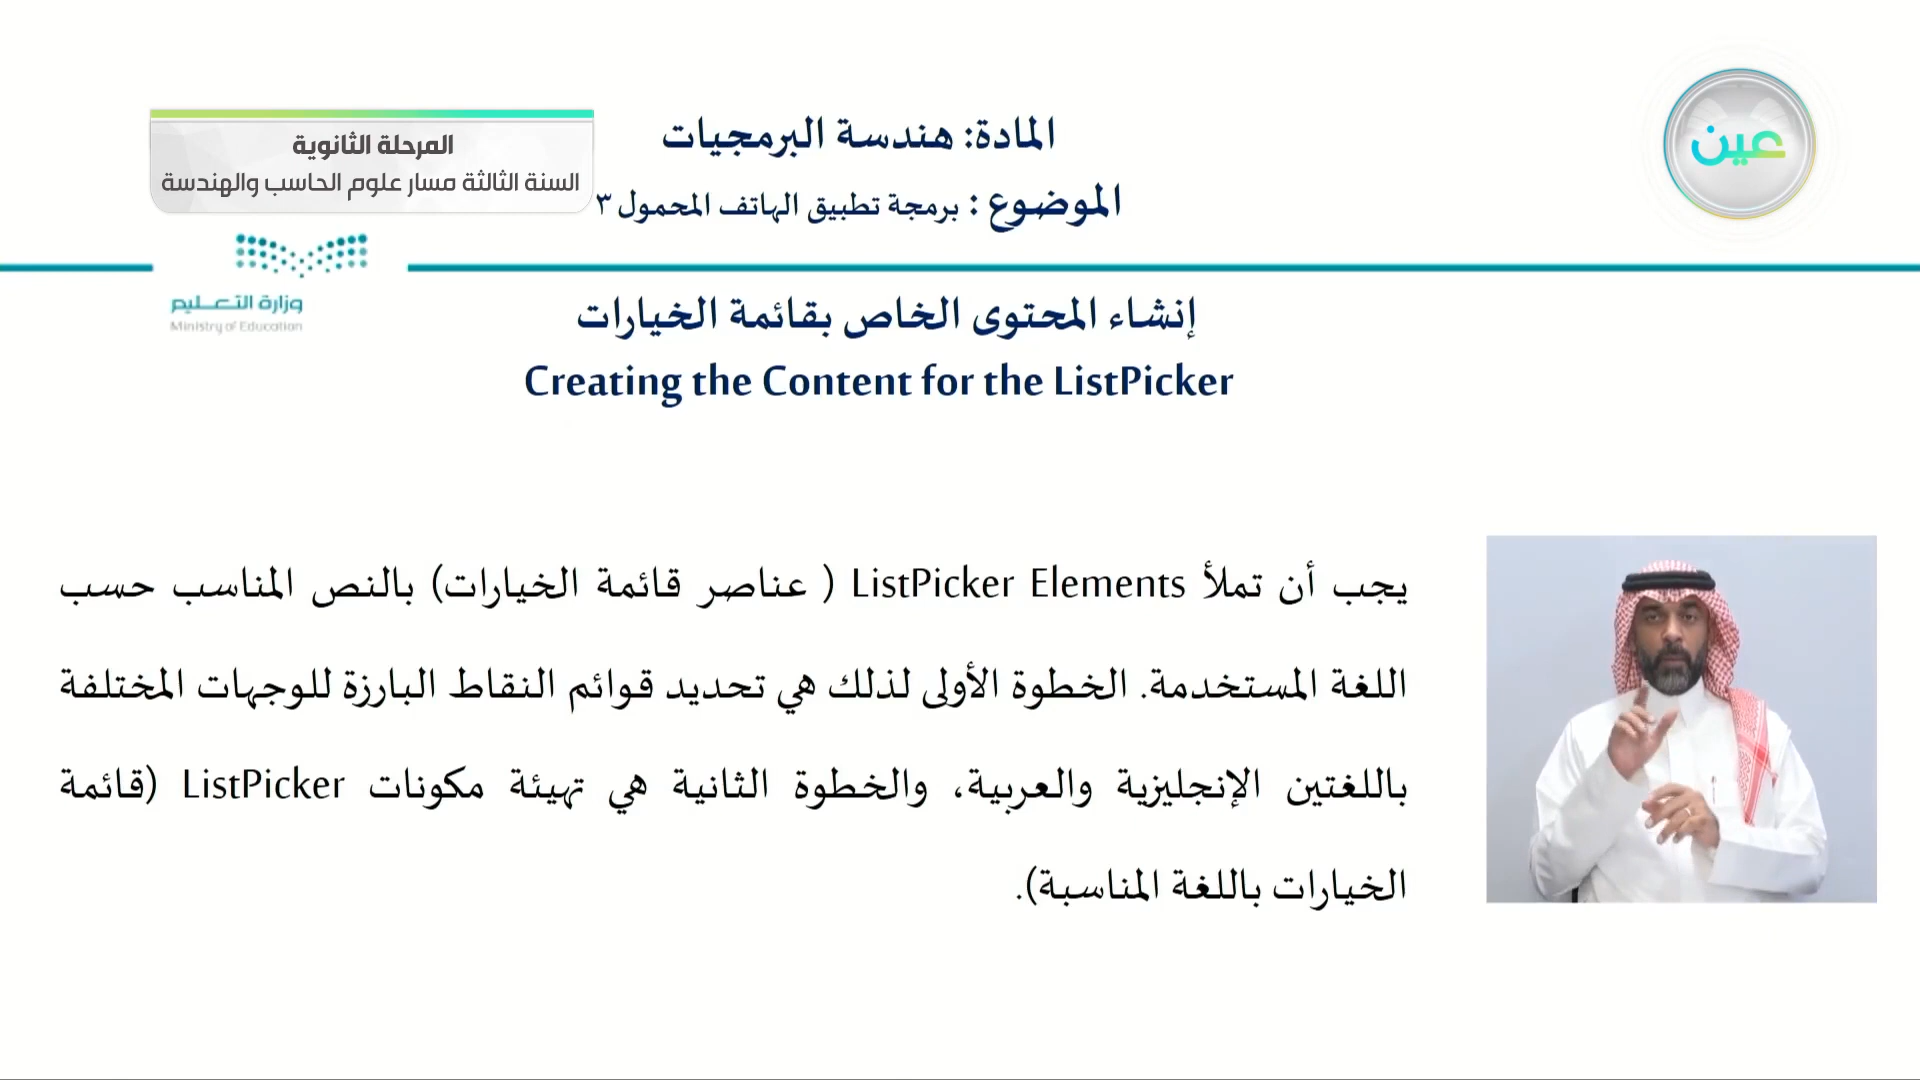 المادة: هندسة البرمجيات
الموضوع : برمجة تطبيق الهاتف المحمول ٣
المرحلة الثانوية
السنة الثالثة مسار علوم الحاسب والهندسة
عين
وزارة التعليم
Ministry of Education
إنشاء المحتوى الخاص بقائمة الخيارات
Creating the Content for the ListPicker
يجب أن تملأ ListPicker Elements ( عناصر قائمة الخيارات) بالنص المناسب حسب
اللغة المستخدمة. الخطوة الأولى لذلك هي تحديد قوائم النقاط البارزة للوجهات المختلفة
باللغتين الإنجليزية والعربية، والخطوة الثانية هي تهيئة مكونات ListPicker (قائمة
الخيارات باللغة المناسبة).